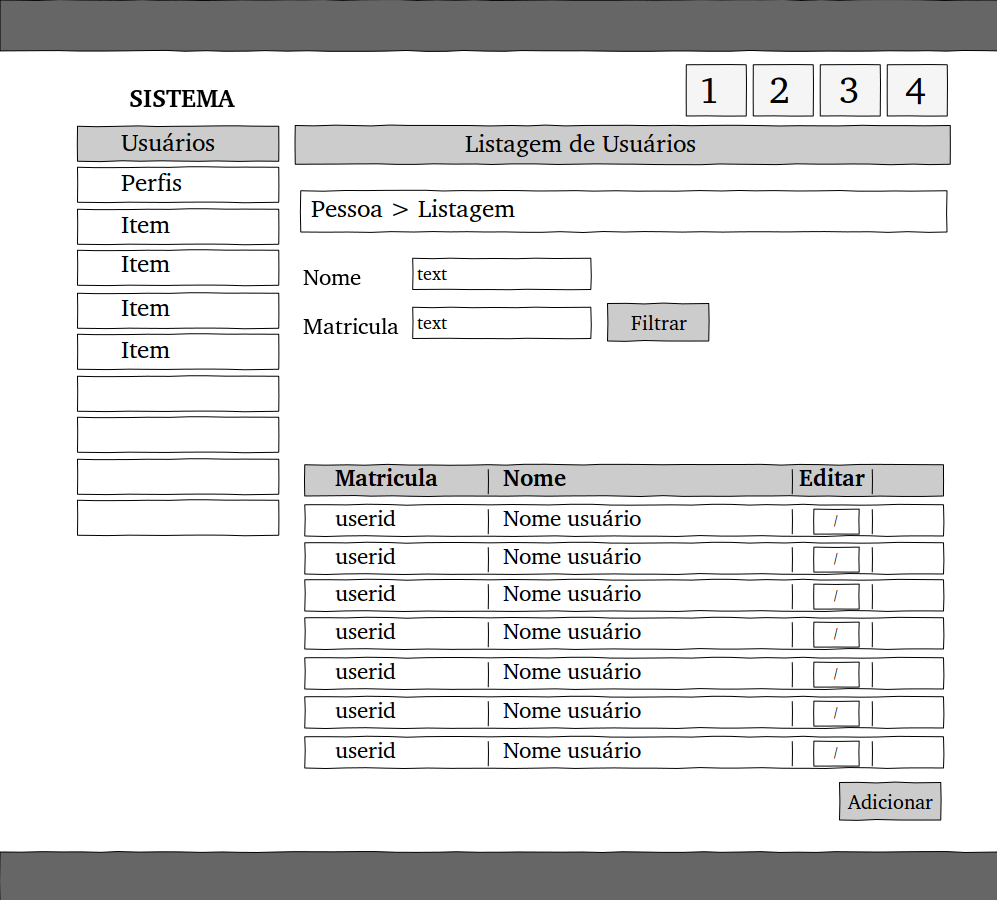 1 2 3 4
SISTEMA
Usuários
Perfis
Item
Item
Item
Item
Listagem de Usuários
Pessoa > Listagem
Nome text
Matricula text Filtrar
Matricula Nome Editar
userid Nome usuário /
userid Nome usuário /
userid Nome usuário /
userid Nome usuário /
userid Nome usuário /
userid Nome usuário /
userid Nome usuário /
Adicionar